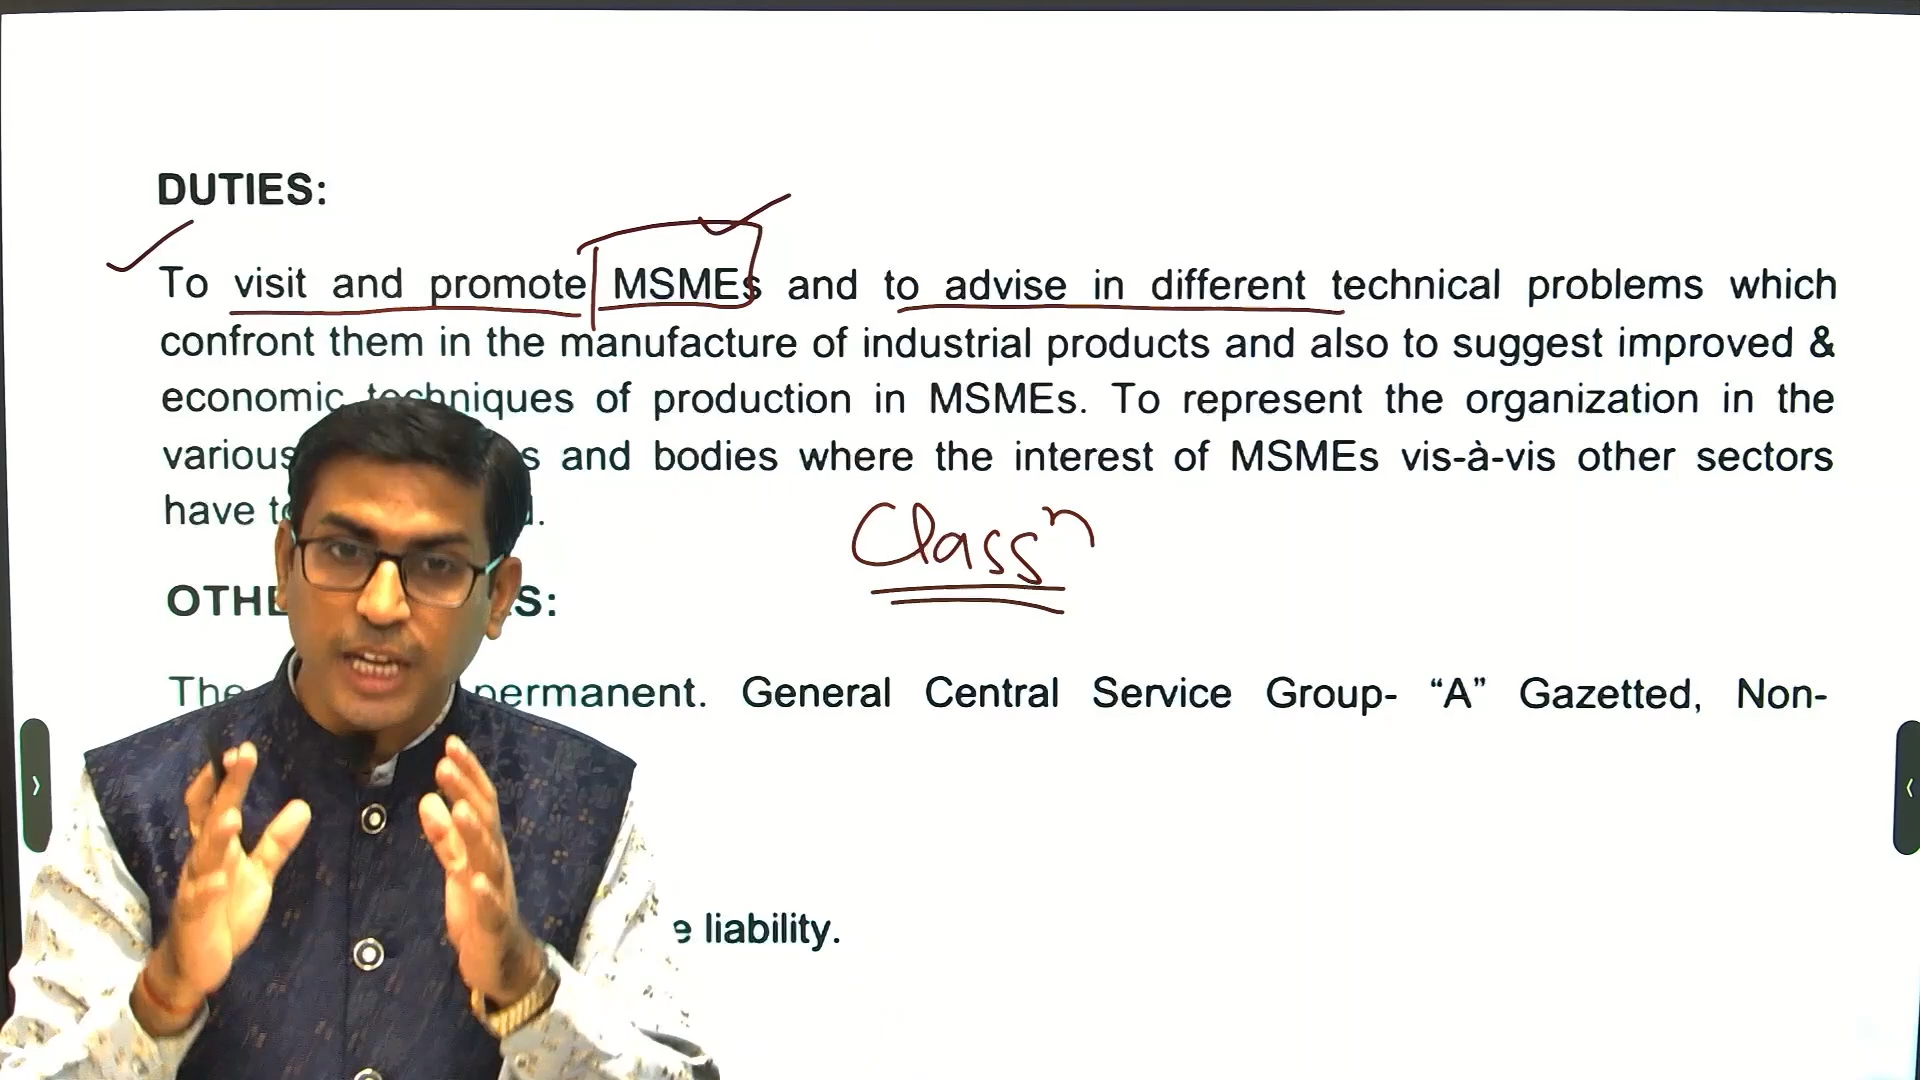 DUTIES:
To visit and promote MSMEs and to advise in different technical problems which
confront them in the manufacture of industrial products and also to suggest improved &
economic techniques of production in MSMEs. To represent the organization in the
various and bodies where the interest of MSMEs vis-à-vis other sectors
have
Classⁿ
The permanent. General Central Service Group- “A” Gazetted, Non-
liability.